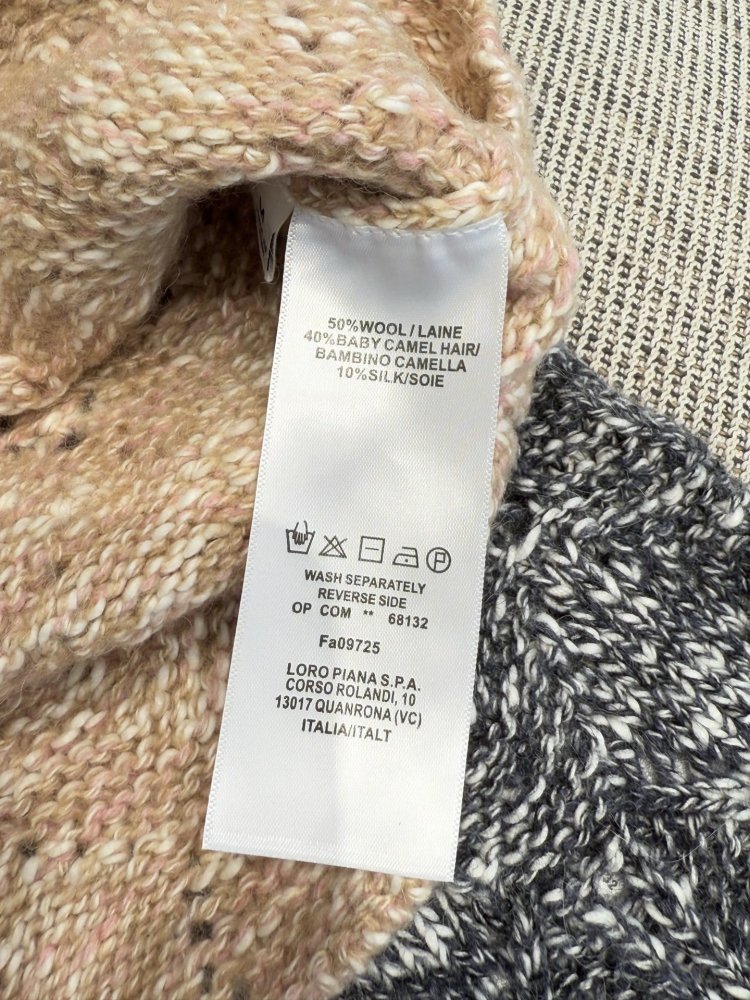 50%WOOL / LAINE
40%BABY CAMEL HAIR/
BAMBINO CAMELLA
10%SILK/SOIE
P
WASH SEPARATELY
REVERSE SIDE
OP COM ** 68132
Fa09725
LORO PIANA S.P.A.
CORSO ROLANDI, 10
13017 QUANRONA (VC)
ITALIA/ITALT